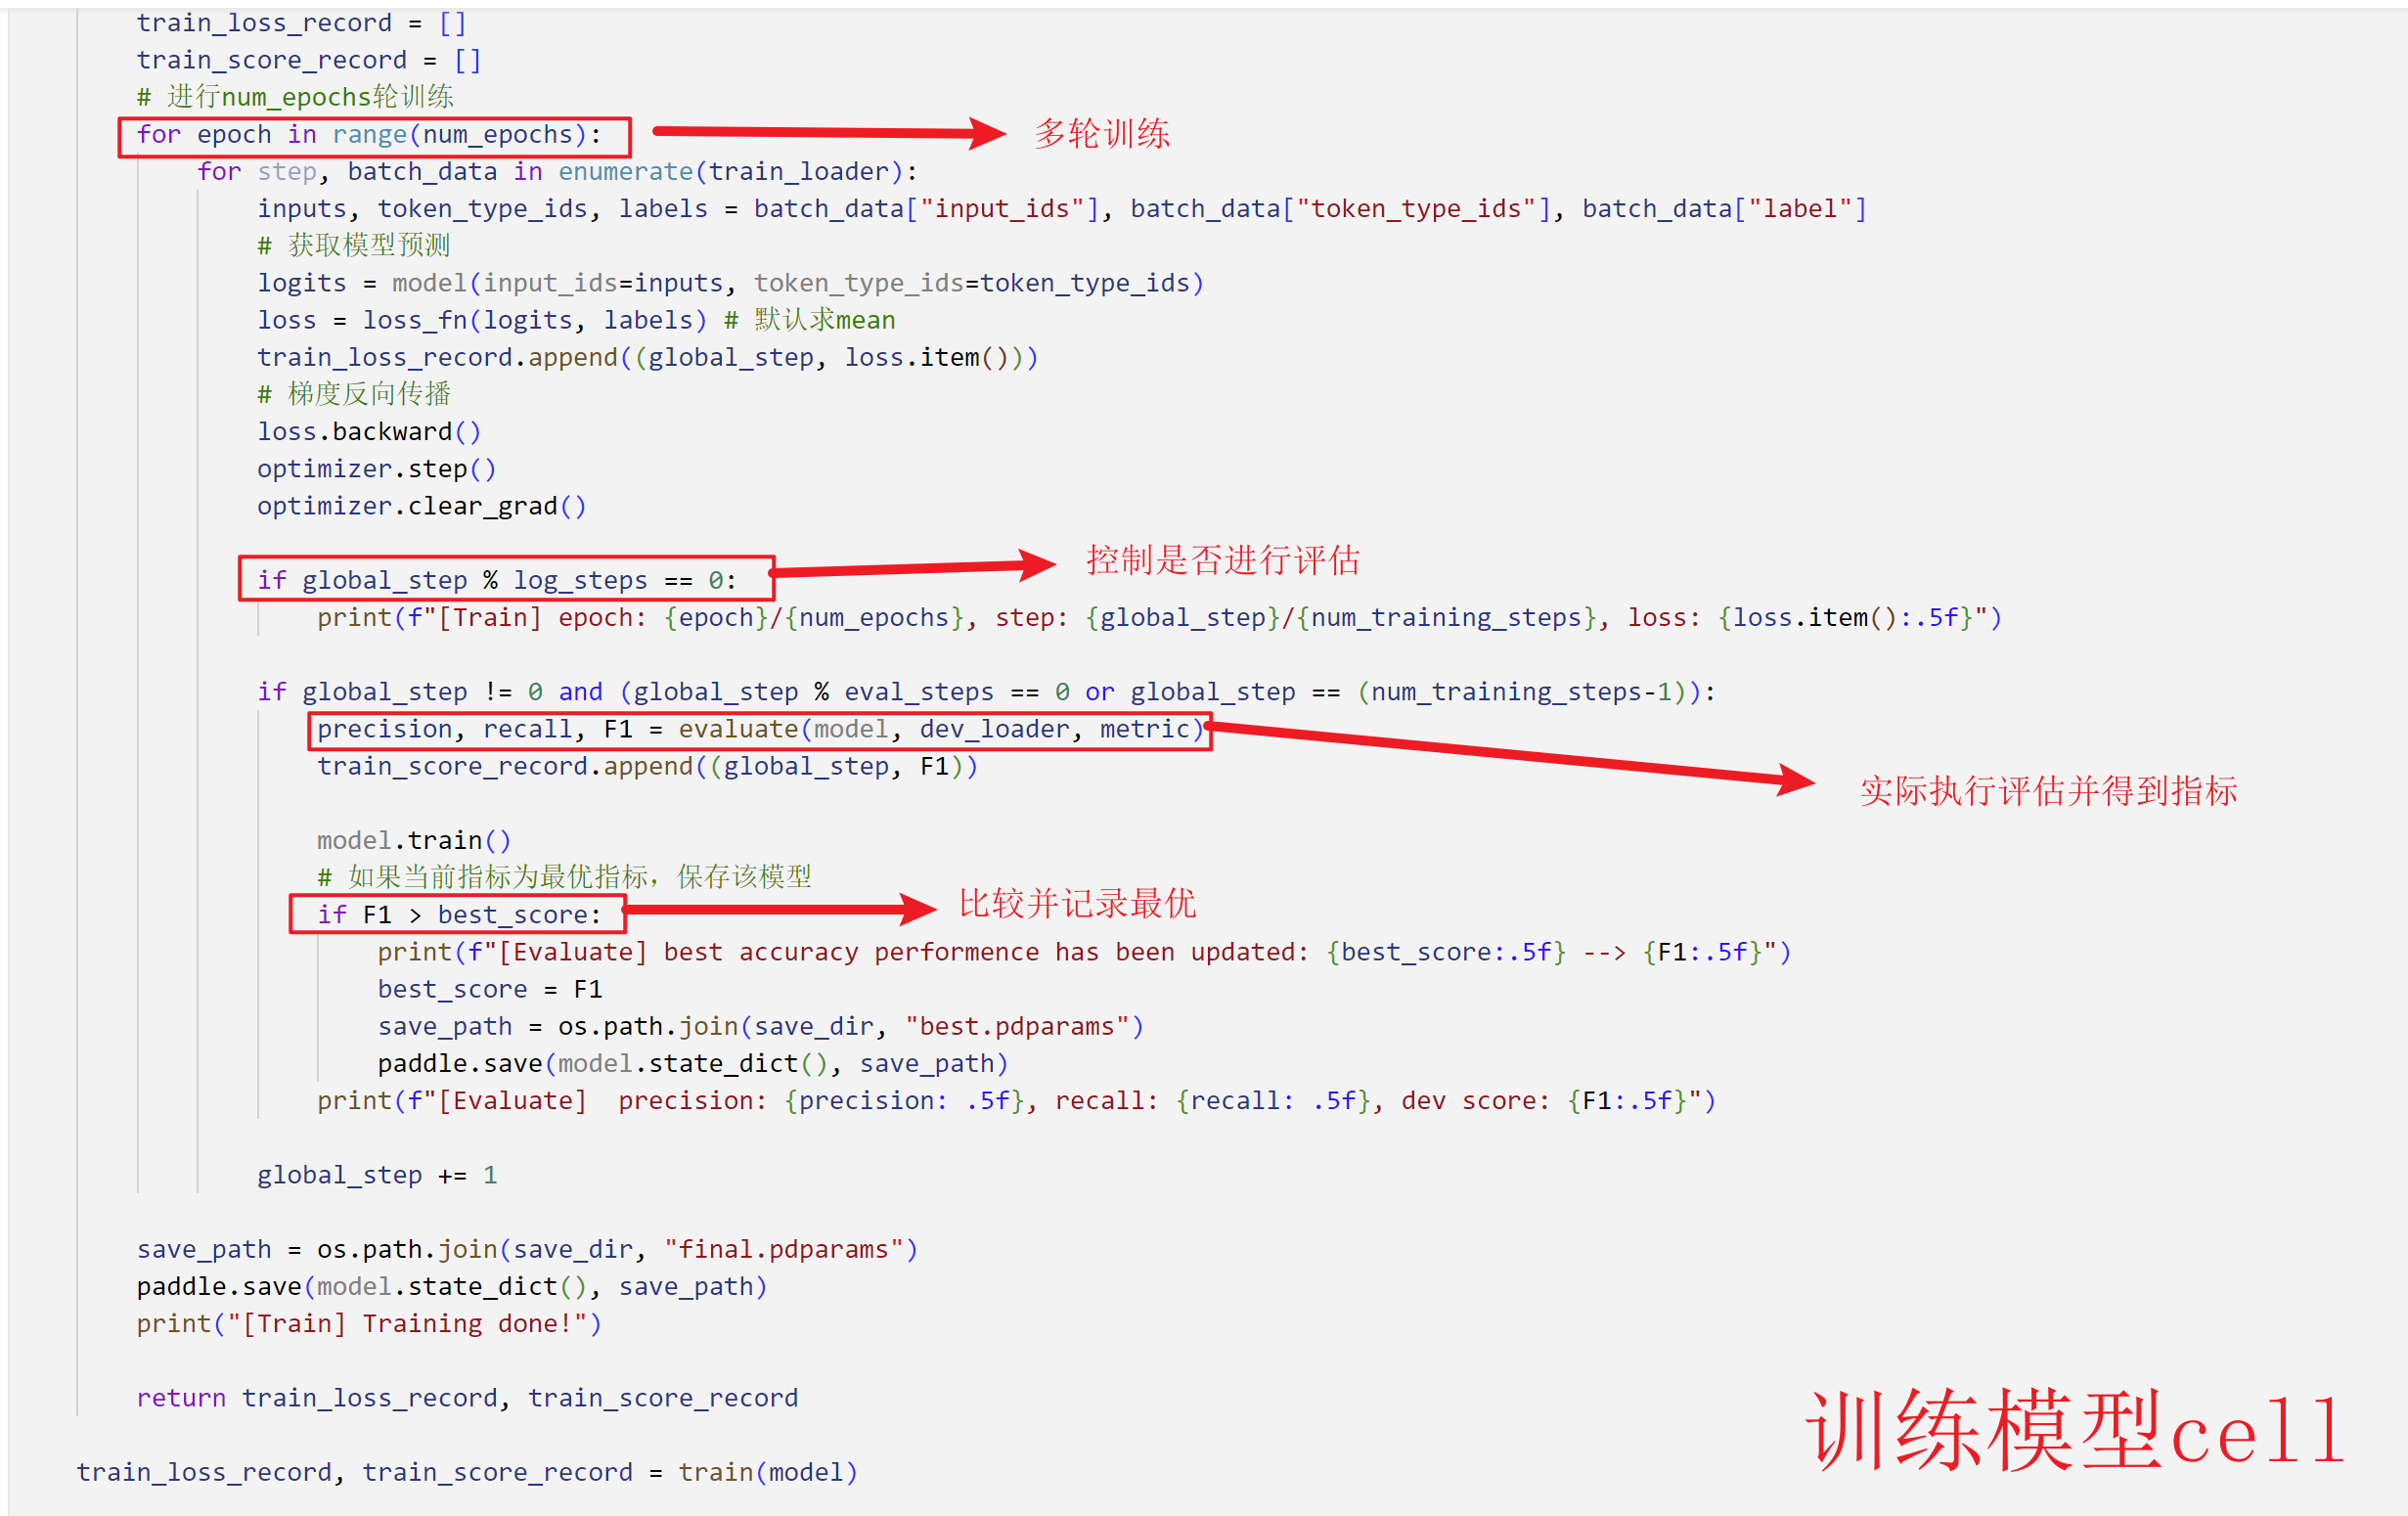 train_loss_record = []
train_score_record = []
# 进行num_epochs轮训练
for epoch in range(num_epochs):
多轮训练
for step, batch_data in enumerate(train_loader):
inputs, token_type_ids, labels = batch_data["input_ids"], batch_data["token_type_ids"], batch_data["label"]
# 获取模型预测
logits = model(input_ids=inputs, token_type_ids=token_type_ids)
loss = loss_fn(logits, labels) # 默认求mean
train_loss_record.append((global_step, loss.item()))
# 梯度反向传播
loss.backward()
optimizer.step()
optimizer.clear_grad()
if global_step % log_steps == 0:
控制是否进行评估
print(f"[Train] epoch: {epoch}/{num_epochs}, step: {global_step}/{num_training_steps}, loss: {loss.item():.5f}")
if global_step != 0 and (global_step % eval_steps == 0 or global_step == (num_training_steps-1)):
precision, recall, F1 = evaluate(model, dev_loader, metric)
train_score_record.append((global_step, F1))
实际执行评估并得到指标
model.train()
# 如果当前指标为最优指标，保存该模型
if F1 > best_score:
比较并记录最优
print(f"[Evaluate] best accuracy performence has been updated: {best_score:.5f} --> {F1:.5f}")
best_score = F1
save_path = os.path.join(save_dir, "best.pdparams")
paddle.save(model.state_dict(), save_path)
print(f"[Evaluate]  precision: {precision: .5f}, recall: {recall: .5f}, dev score: {F1:.5f}")
global_step += 1
save_path = os.path.join(save_dir, "final.pdparams")
paddle.save(model.state_dict(), save_path)
print("[Train] Training done!")
return train_loss_record, train_score_record
训练模型cell
train_loss_record, train_score_record = train(model)